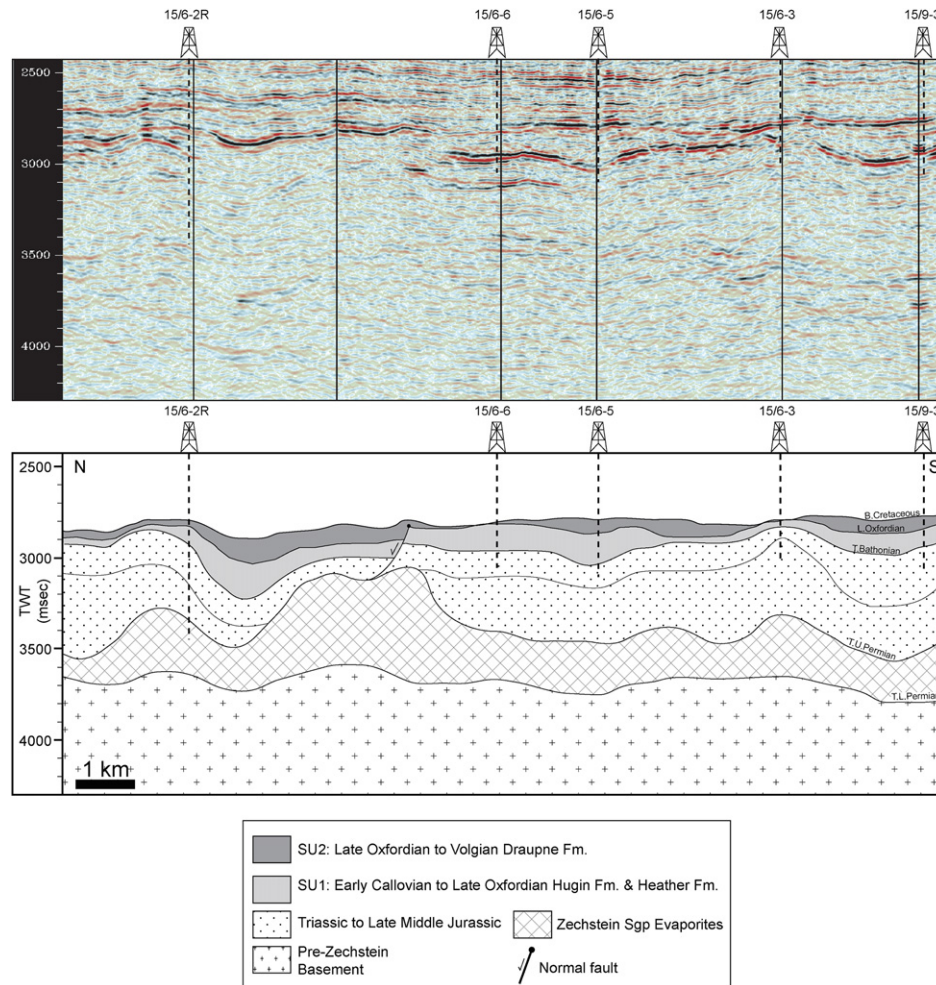 15/6-2R 15/6-6 15/6-5 15/6-3 15/9-3
2500
3000
3500
4000
15/6-2R 15/6-6 15/6-5 15/6-3 15/9-3
2500
3000
3500
4000
TWT
(msec)
N
S
B.Cretaceous
L.Oxfordian
T.Bathonian
T.U.Permian
T.L.Permian
1 km
SU2: Late Oxfordian to Volgian Draupne Fm.
SU1: Early Callovian to Late Oxfordian Hugin Fm. & Heather Fm.
Triassic to Late Middle Jurassic
Zechstein Sgp Evaporites
Pre-Zechstein
Basement
Normal fault